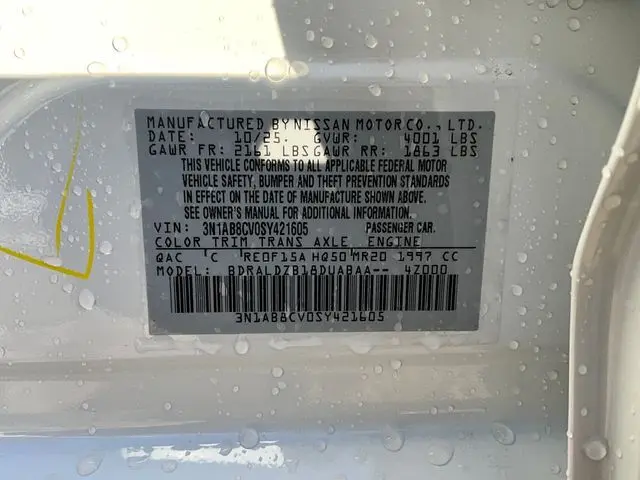 MANUFACTURED BY NISSAN MOTOR CO., LTD.
DATE: 10/25. GVWR: 4001 LBS
GAWR FR: 2161 LBS GAWR RR: 1863 LBS
THIS VEHICLE CONFORMS TO ALL APPLICABLE FEDERAL MOTOR
VEHICLE SAFETY, BUMPER AND THEFT PREVENTION STANDARDS
IN EFFECT ON THE DATE OF MANUFACTURE SHOWN ABOVE.
SEE OWNER'S MANUAL FOR ADDITIONAL INFORMATION.
VIN: 3N1AB8CV0SY421605 PASSENGER CAR.
COLOR TRIM TRANS AXLE ENGINE
QAC C RE0F15A HQ50 MR20 1997 CC
MODEL: BDRALDZB18DUABAA-- 4Z000
3N1AB8CV0SY421605